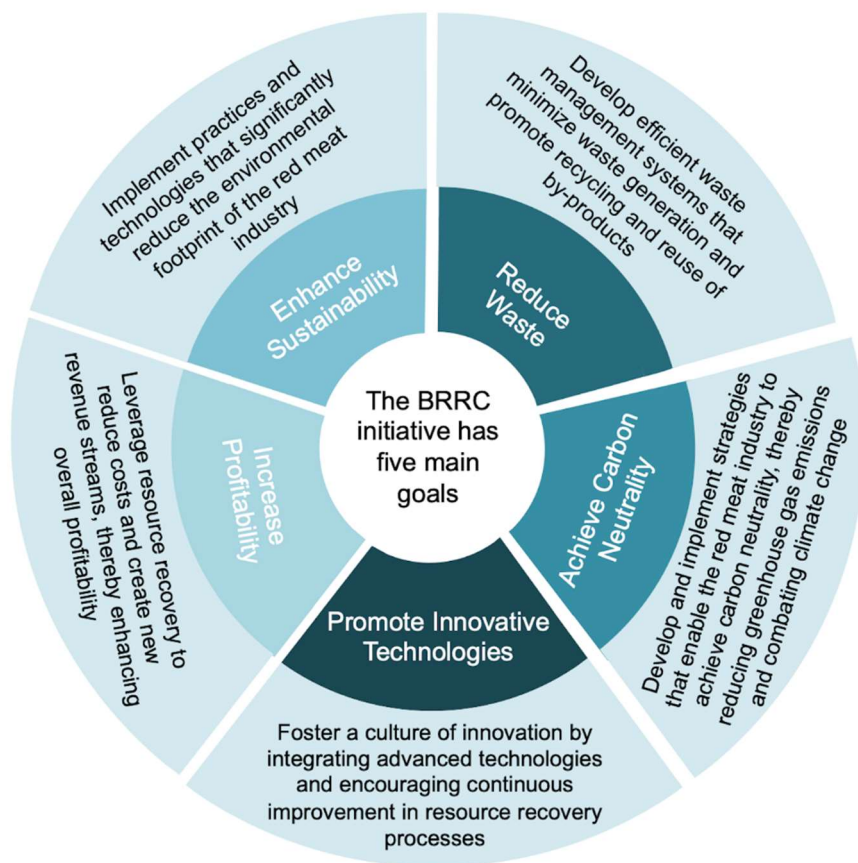 The BRRC
initiative has
five main
goals
Reduce
Waste
Develop efficient waste
management systems that
minimize waste generation and
promote recycling and reuse of
by-products
Achieve Carbon
Neutrality
Develop and implement strategies
that enable the red meat industry to
achieve carbon neutrality, thereby
reducing greenhouse gas emissions
and combating climate change
Promote Innovative
Technologies
Foster a culture of innovation by
integrating advanced technologies
and encouraging continuous
improvement in resource recovery
processes
Increase
Profitability
Leverage resource recovery to
reduce costs and create new
revenue streams, thereby enhancing
overall profitability
Enhance
Sustainability
Implement practices and
technologies that significantly
reduce the environmental
footprint of the red meat
industry